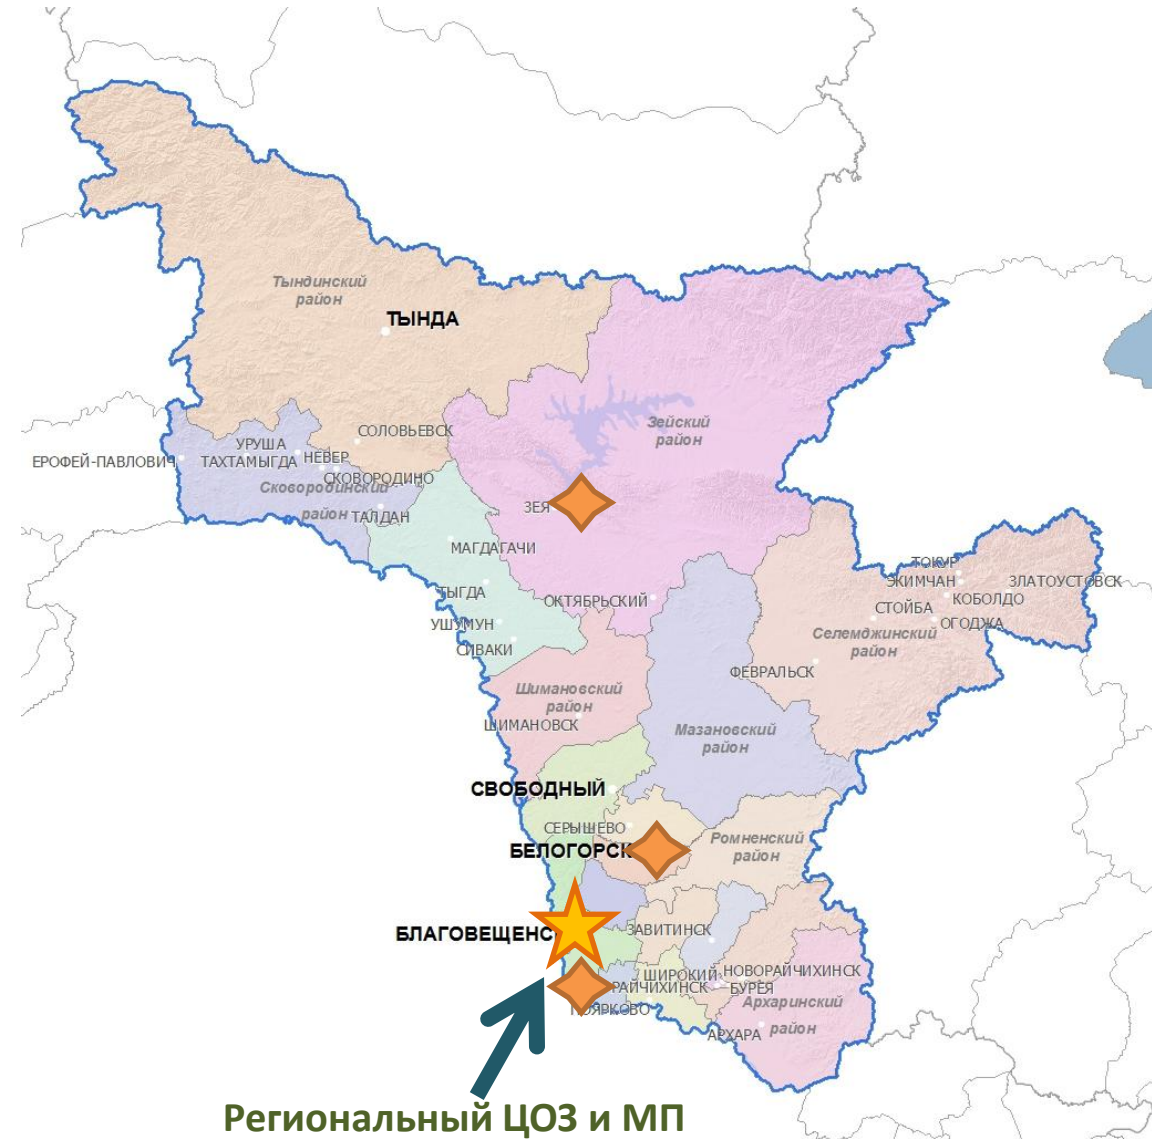 Тындинский
район
ТЫНДА
Зейский
район
СОЛОВЬЕВСК
УРУША
НЕВЕР
ЕРОФЕЙ-ПАВЛОВИЧ
ТАХТАМЫГДА
СКОВОРОДИНО
Сковородинский
район
ТАЛДАН
ЗЕЯ
МАГДАГАЧИ
ТЫГДА
ОКТЯБРЬСКИЙ
УШУМУН
СИВАКИ
ТОКУР
ЭКИМЧАН
ЗЛАТОУСТОВСК
КОБОЛДО
СТОЙБА
ОГОДЖА
Селемджинский
район
ФЕВРАЛЬСК
Шимановский
район
ШИМАНОВСК
Мазановский
район
СВОБОДНЫЙ
СЕРЫШЕВО
БЕЛОГОРСК
Ромненский
район
БЛАГОВЕЩЕНС
ЗАВИТИНСК
ШИРОКИЙ
НОВОРАЙЧИХИНСК
РАЙЧИХИНСК
БУРЕЯ
ПОЯРКОВО
Архаринский
район
АРХАРА
Региональный ЦОЗ и МП